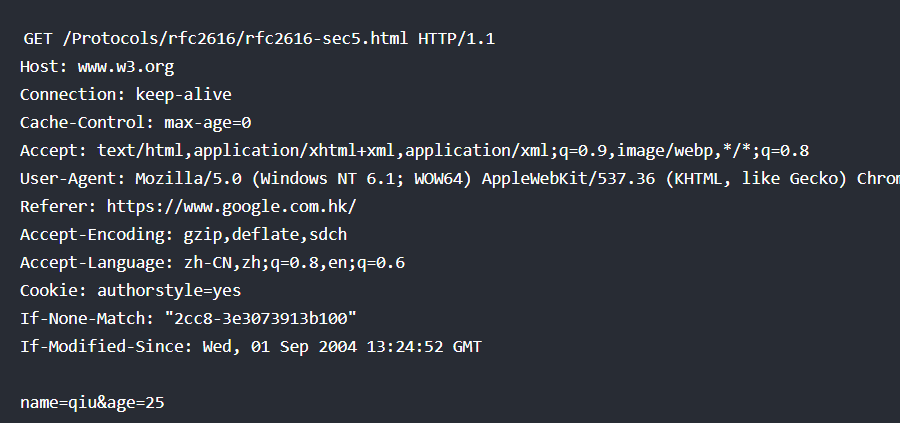 GET /Protocols/rfc2616/rfc2616-sec5.html HTTP/1.1
Host: www.w3.org
Connection: keep-alive
Cache-Control: max-age=0
Accept: text/html,application/xhtml+xml,application/xml;q=0.9,image/webp,*/*;q=0.8
User-Agent: Mozilla/5.0 (Windows NT 6.1; WOW64) AppleWebKit/537.36 (KHTML, like Gecko)
Referer: https://www.google.com.hk/
Accept-Encoding: gzip,deflate,sdch
Accept-Language: zh-CN,zh;q=0.8,en;q=0.6
Cookie: authorstyle=yes
If-None-Match: "2cc8-3e3073913b100"
If-Modified-Since: Wed, 01 Sep 2004 13:24:52 GMT
name=qiu&age=25